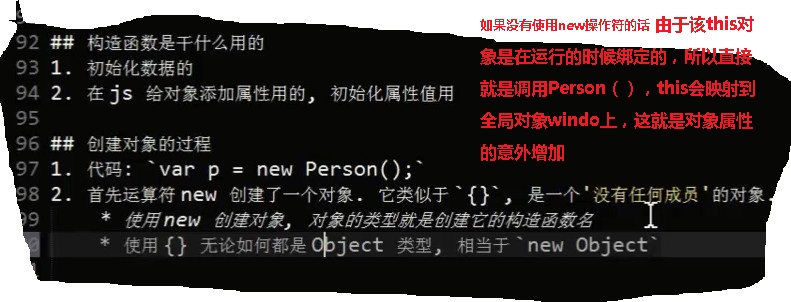 92 ## 构造函数是干什么用的
93 1. 初始化数据的
94 2. 在 js 给对象添加属性用的, 初始化属性值用
95
96 ## 创建对象的过程
97 1. 代码: `var p = new Person();`
98 2. 首先运算符 new 创建了一个对象. 它类似于`{}`, 是一个'没有任何成员'的对象.
99 * 使用new 创建对象, 对象的类型就是创建它的构造函数名
* 使用 {} 无论如何都是 Object 类型, 相当于`new Object`
如果没有使用new操作符的话 由于该this对
象是在运行的时候绑定的，所以直接
就是调用Person（），this会映射到
全局对象windo上，这就是对象属性
的意外增加